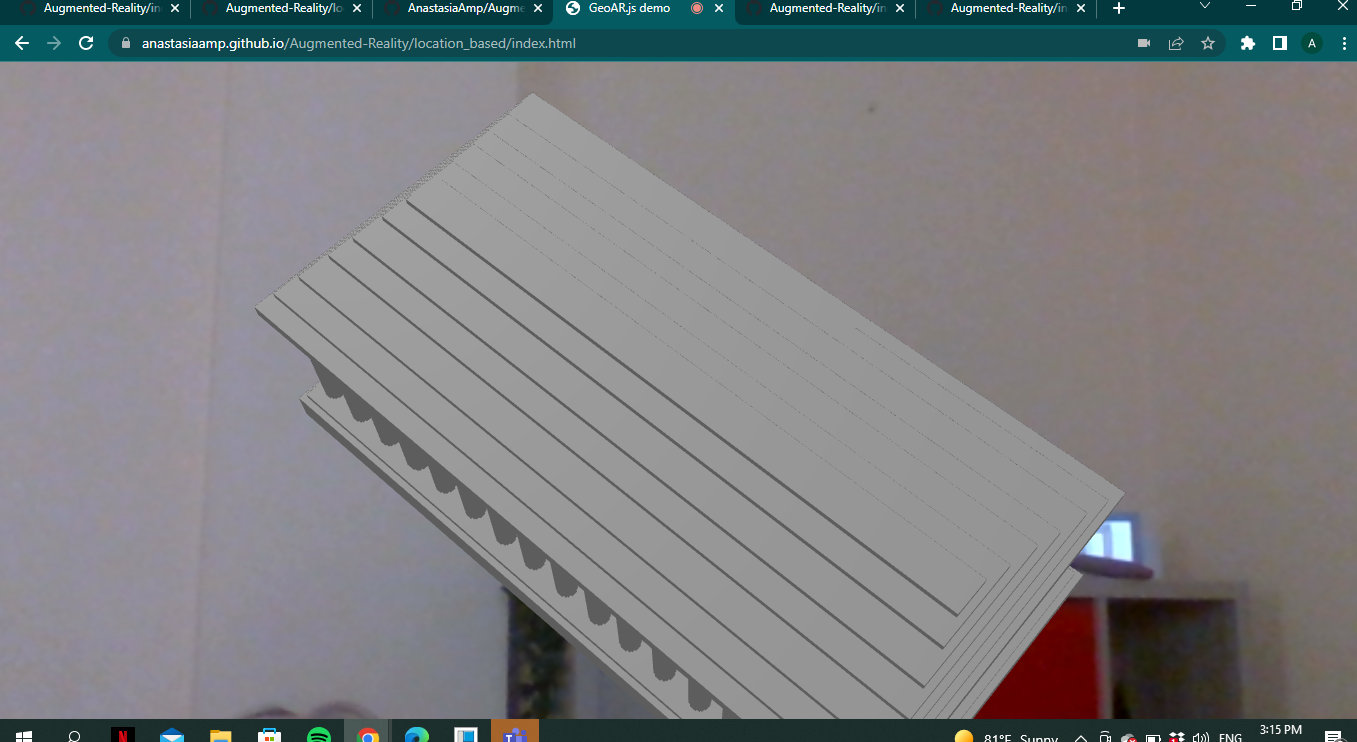 Augmented-Reality/in
Augmented-Reality/lo
AnastasiaAmp/Augme
GeoAR.js demo
Augmented-Reality/in
Augmented-Reality/in
anastasiaamp.github.io/Augmented-Reality/location_based/index.html
A
81°F Sunny
ENG
3:15 PM